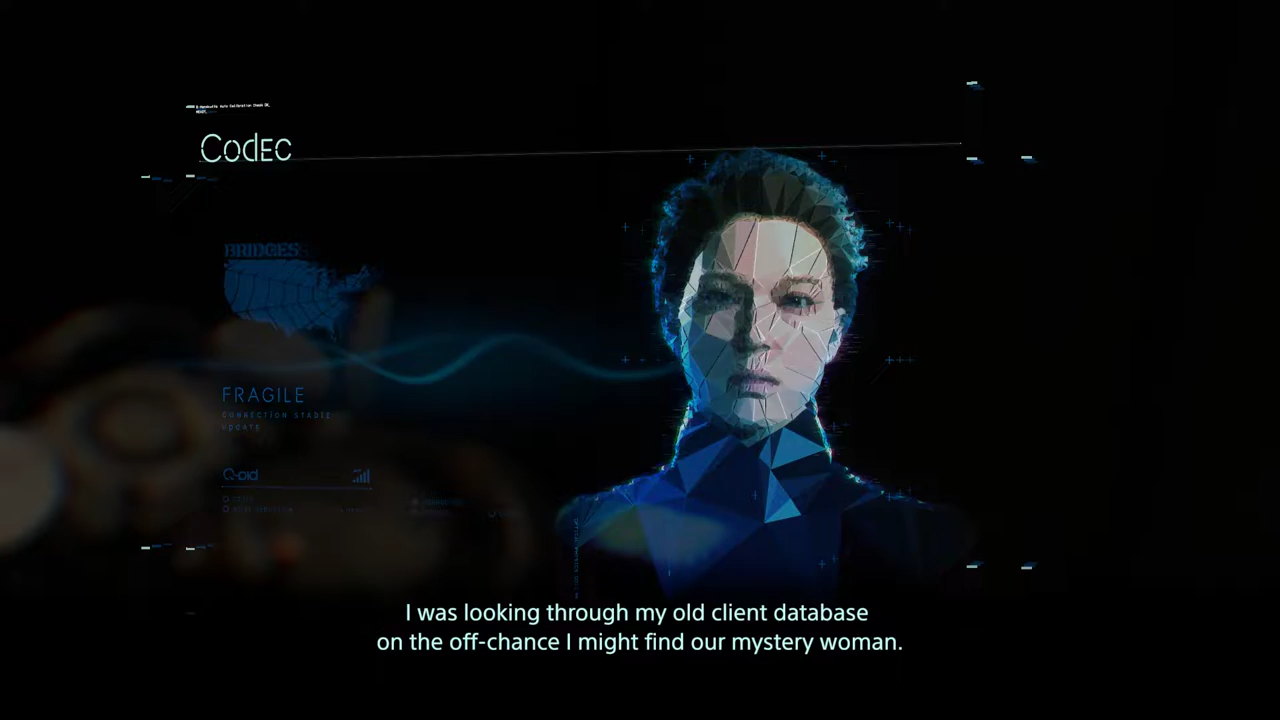 READY.
Codec
BRIDGES
FRAGILE
CONNECTION STABLE
UPDATE
Q-pid
I was looking through my old client database
on the off-chance I might find our mystery woman.